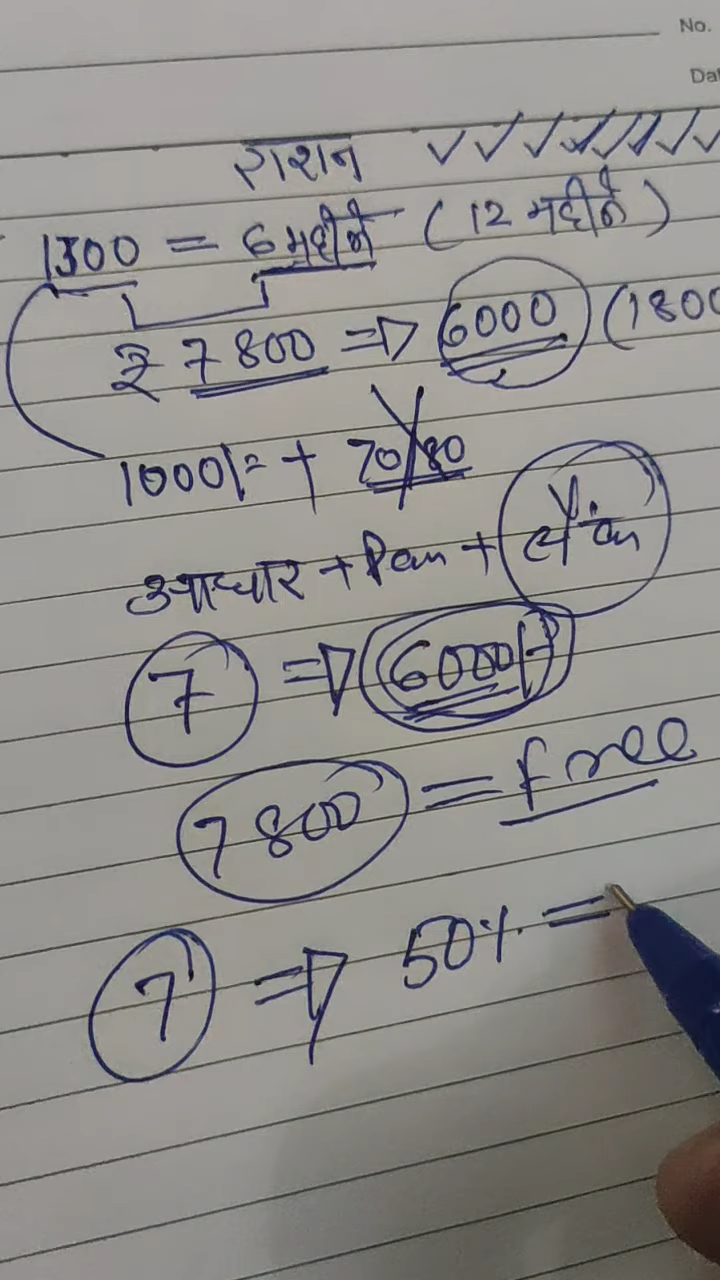 No.
Dat
राशन ✓ ✓ ✓ ✓ ✓ ✓ ✓ ✓
1300 = 6 महीने (12 महीने)
₹ 7800 => 6000 (1800
1000/= + 70/80
आधार + Pan +
7 => 6000/-
7800 = free
7 => 50% =